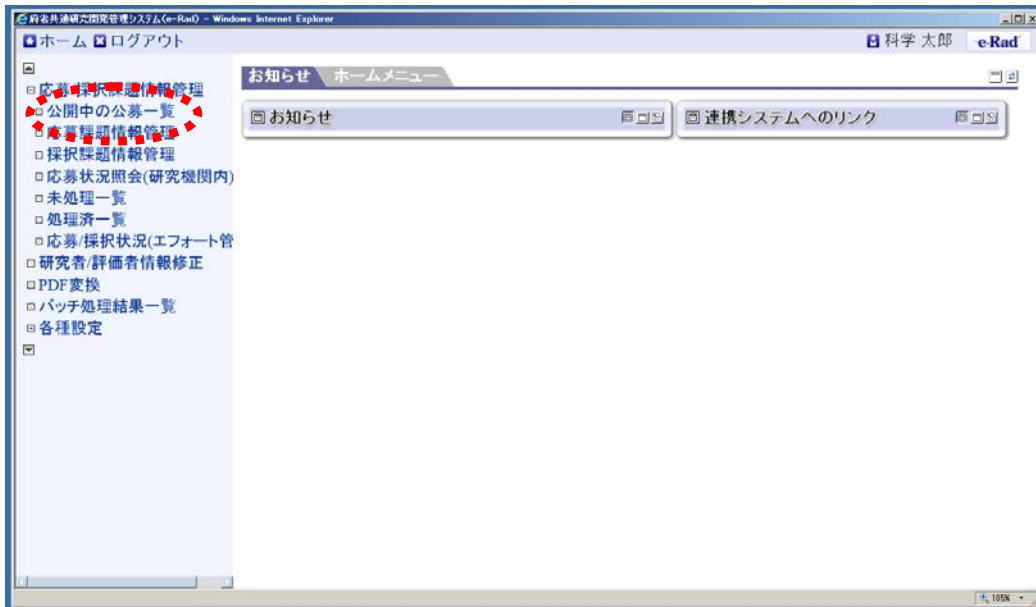 府省共通研究開発管理システム(e-Rad) - Windows Internet Explorer
ホーム ログアウト
科学 太郎 e-Rad
お知らせ ホームメニュー
応募/採択課題情報管理
公開中の公募一覧
応募課題情報管理
採択課題情報管理
応募状況照会(研究機関内)
未処理一覧
処理済一覧
応募/採択状況(エフォート管
研究者/評価者情報修正
PDF変換
バッチ処理結果一覧
各種設定
お知らせ
連携システムへのリンク
105%